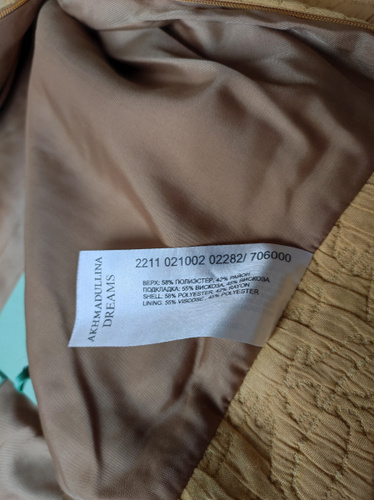 AKHMADULLINA
DREAMS
2211 021002 02282/ 706000
ВЕРХ: 58% ПОЛИЭСТЕР, 42% РАЙОН
ПОДКЛАДКА: 55% ВИСКОЗА, 45% ВИСКОЗА
SHELL: 58% POLYESTER, 42% RAYON
LINING: 55% VISCOSE, 45% RAYON